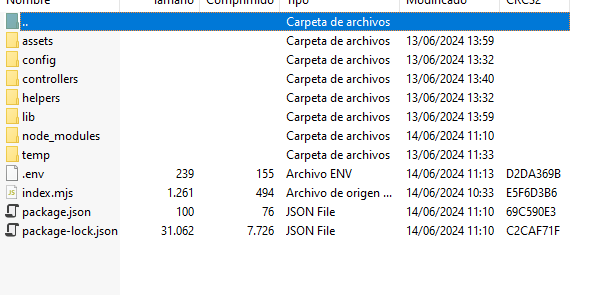 Nombre Tamaño Comprimido Tipo Modificado CRC32
.. Carpeta de archivos
assets Carpeta de archivos 13/06/2024 13:59
config Carpeta de archivos 13/06/2024 13:32
controllers Carpeta de archivos 13/06/2024 13:40
helpers Carpeta de archivos 13/06/2024 13:32
lib Carpeta de archivos 13/06/2024 13:59
node_modules Carpeta de archivos 14/06/2024 11:10
temp Carpeta de archivos 13/06/2024 11:33
.env 239 155 Archivo ENV 14/06/2024 11:13 D2DA369B
JS index.mjs 1.261 494 Archivo de origen ... 14/06/2024 10:33 E5F6D3B6
package.json 100 76 JSON File 14/06/2024 11:10 69C590E3
package-lock.json 31.062 7.726 JSON File 14/06/2024 11:10 C2CAF71F